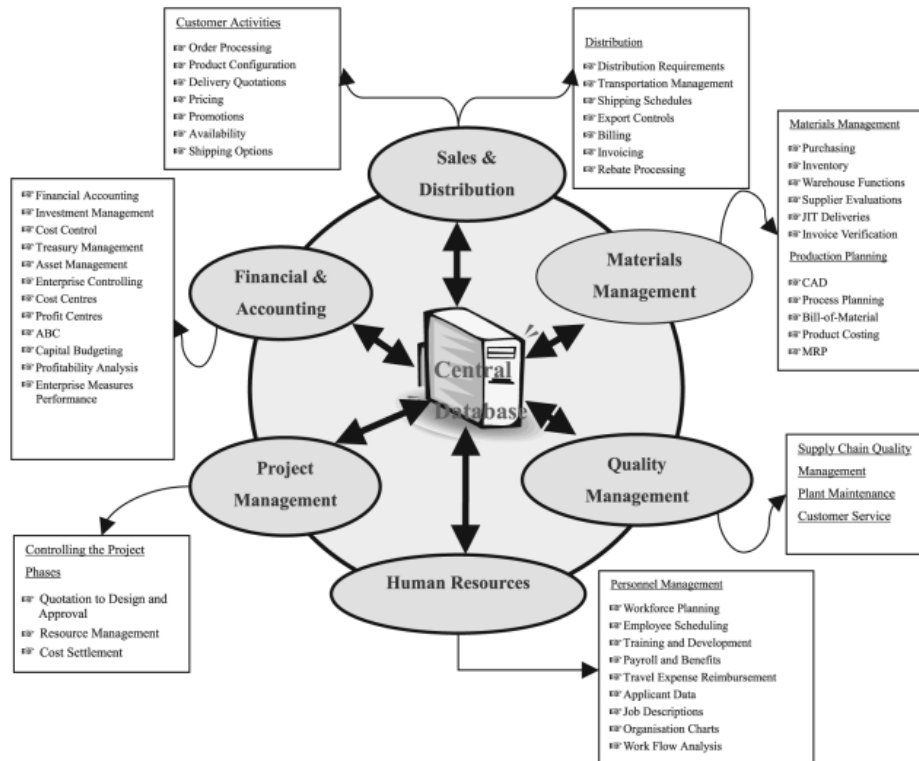 Customer Activities
☞ Order Processing
☞ Product Configuration
☞ Delivery Quotations
☞ Pricing
☞ Promotions
☞ Availability
☞ Shipping Options
Distribution
☞ Distribution Requirements
☞ Transportation Management
☞ Shipping Schedules
☞ Export Controls
☞ Billing
☞ Invoicing
☞ Rebate Processing
Materials Management
☞ Purchasing
☞ Inventory
☞ Warehouse Functions
☞ Supplier Evaluations
☞ JIT Deliveries
☞ Invoice Verification
Production Planning
☞ CAD
☞ Process Planning
☞ Bill-of-Material
☞ Product Costing
☞ MRP
☞ Financial Accounting
☞ Investment Management
☞ Cost Control
☞ Treasury Management
☞ Asset Management
☞ Enterprise Controlling
☞ Cost Centres
☞ Profit Centres
☞ ABC
☞ Capital Budgeting
☞ Profitability Analysis
☞ Enterprise Measures
Performance
Sales &
Distribution
Financial &
Accounting
Materials
Management
Central
Database
Project
Management
Quality
Management
Human Resources
Supply Chain Quality
Management
Plant Maintenance
Customer Service
Controlling the Project
Phases
☞ Quotation to Design and
Approval
☞ Resource Management
☞ Cost Settlement
Personnel Management
☞ Workforce Planning
☞ Employee Scheduling
☞ Training and Development
☞ Payroll and Benefits
☞ Travel Expense Reimbursement
☞ Applicant Data
☞ Job Descriptions
☞ Organisation Charts
☞ Work Flow Analysis